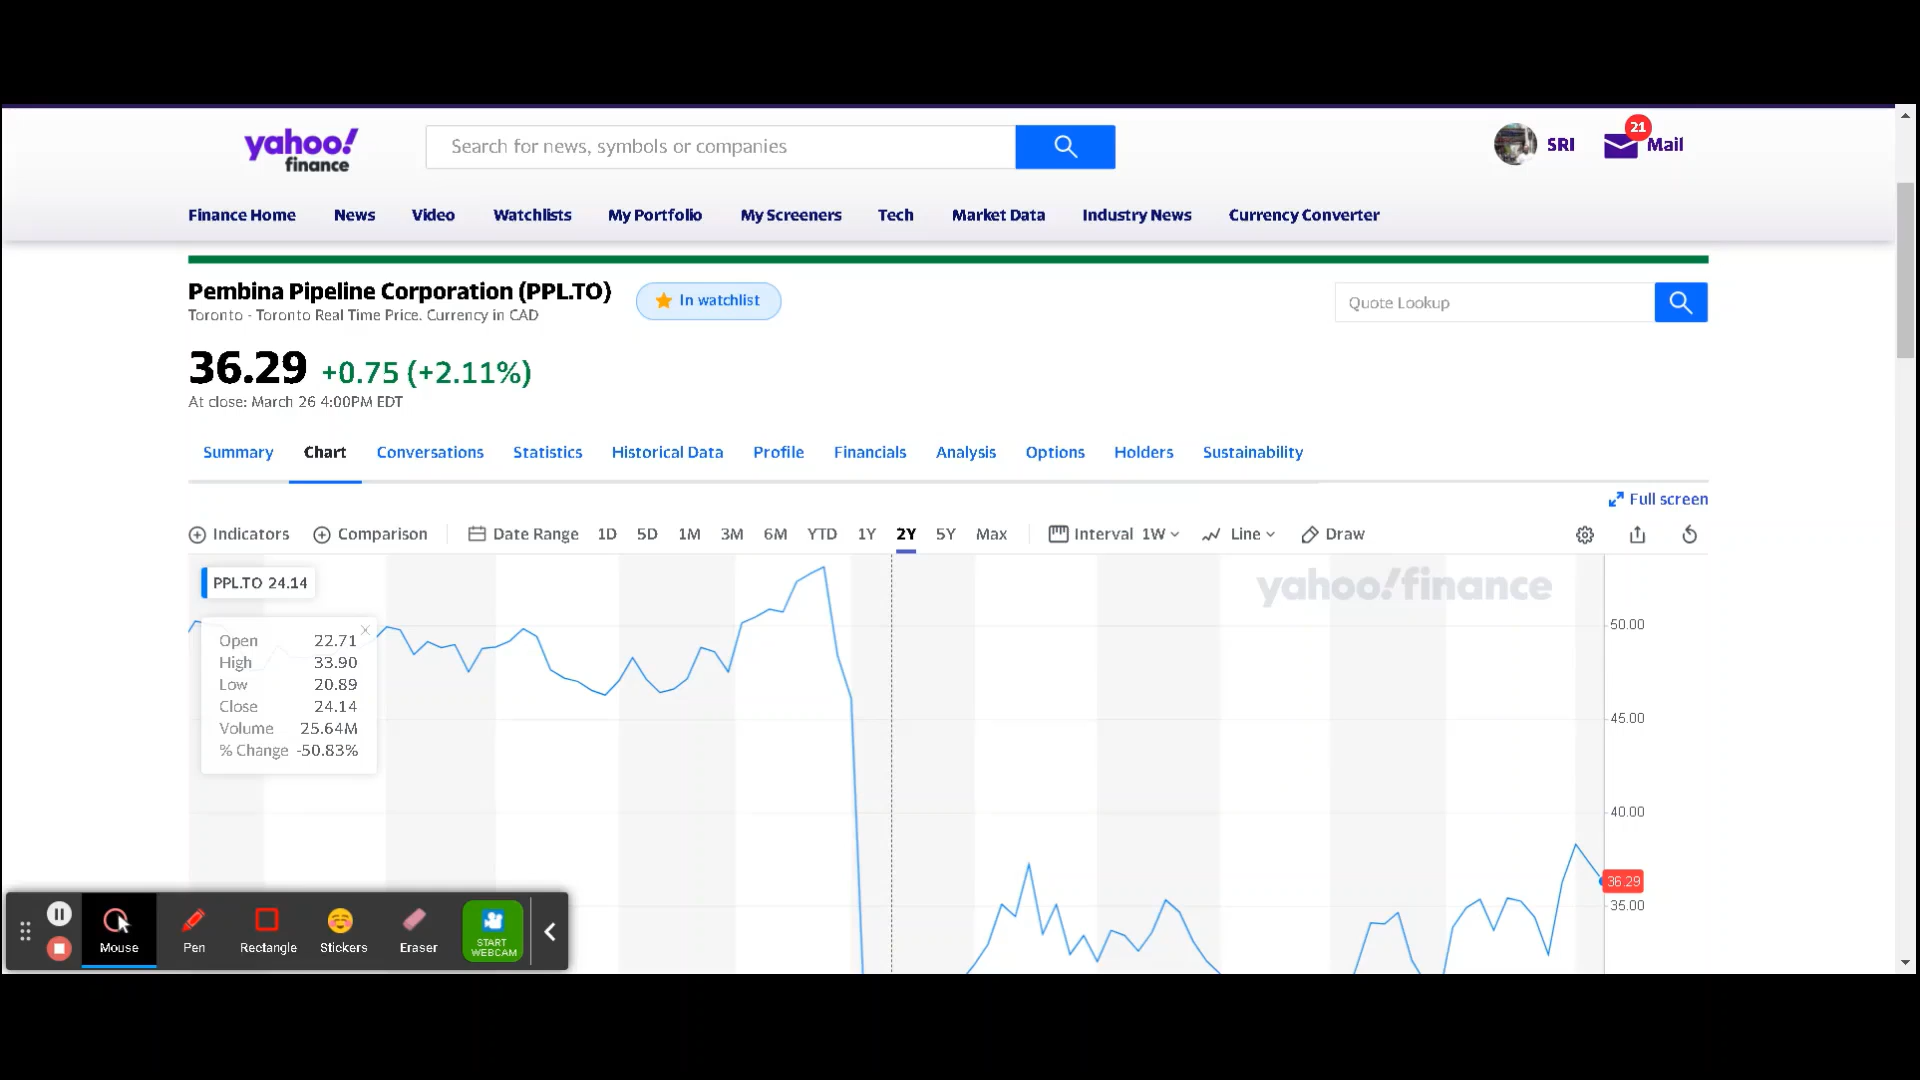 yahoo!
finance
Search for news, symbols or companies
SRI
21
Mail
Finance Home News Video Watchlists My Portfolio My Screeners Tech Market Data Industry News Currency Converter
Pembina Pipeline Corporation (PPL.TO)
In watchlist
Toronto - Toronto Real Time Price. Currency in CAD
Quote Lookup
36.29 +0.75 (+2.11%)
At close: March 26 4:00PM EDT
Summary Chart Conversations Statistics Historical Data Profile Financials Analysis Options Holders Sustainability
Full screen
Indicators Comparison Date Range 1D 5D 1M 3M 6M YTD 1Y 2Y 5Y Max Interval 1W Line Draw
PPL.TO 24.14
yahoo!finance
Open 22.71
High 33.90
Low 20.89
Close 24.14
Volume 25.64M
% Change -50.83%
50.00
45.00
40.00
36.29
35.00
Mouse Pen Rectangle Stickers Eraser
START
WEBCAM